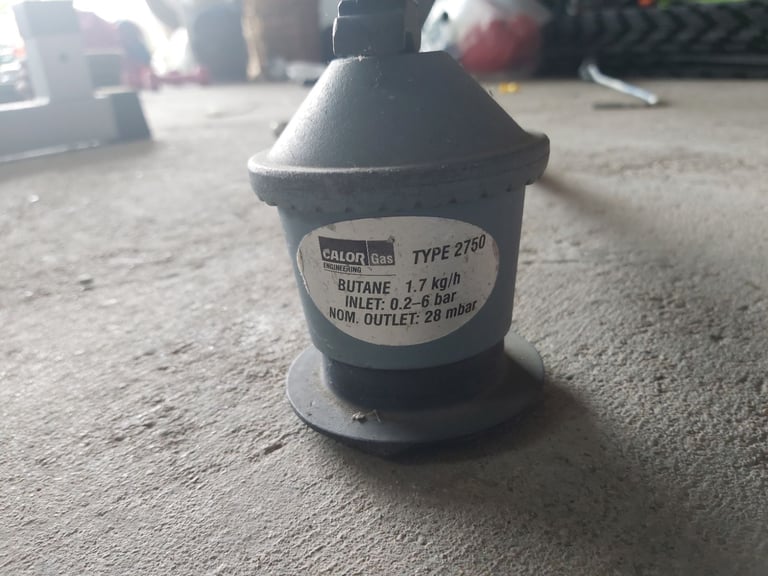 CALOR Gas
ENGINEERING
TYPE 2750
BUTANE 1.7 kg/h
INLET: 0.2–6 bar
NOM. OUTLET: 28 mbar